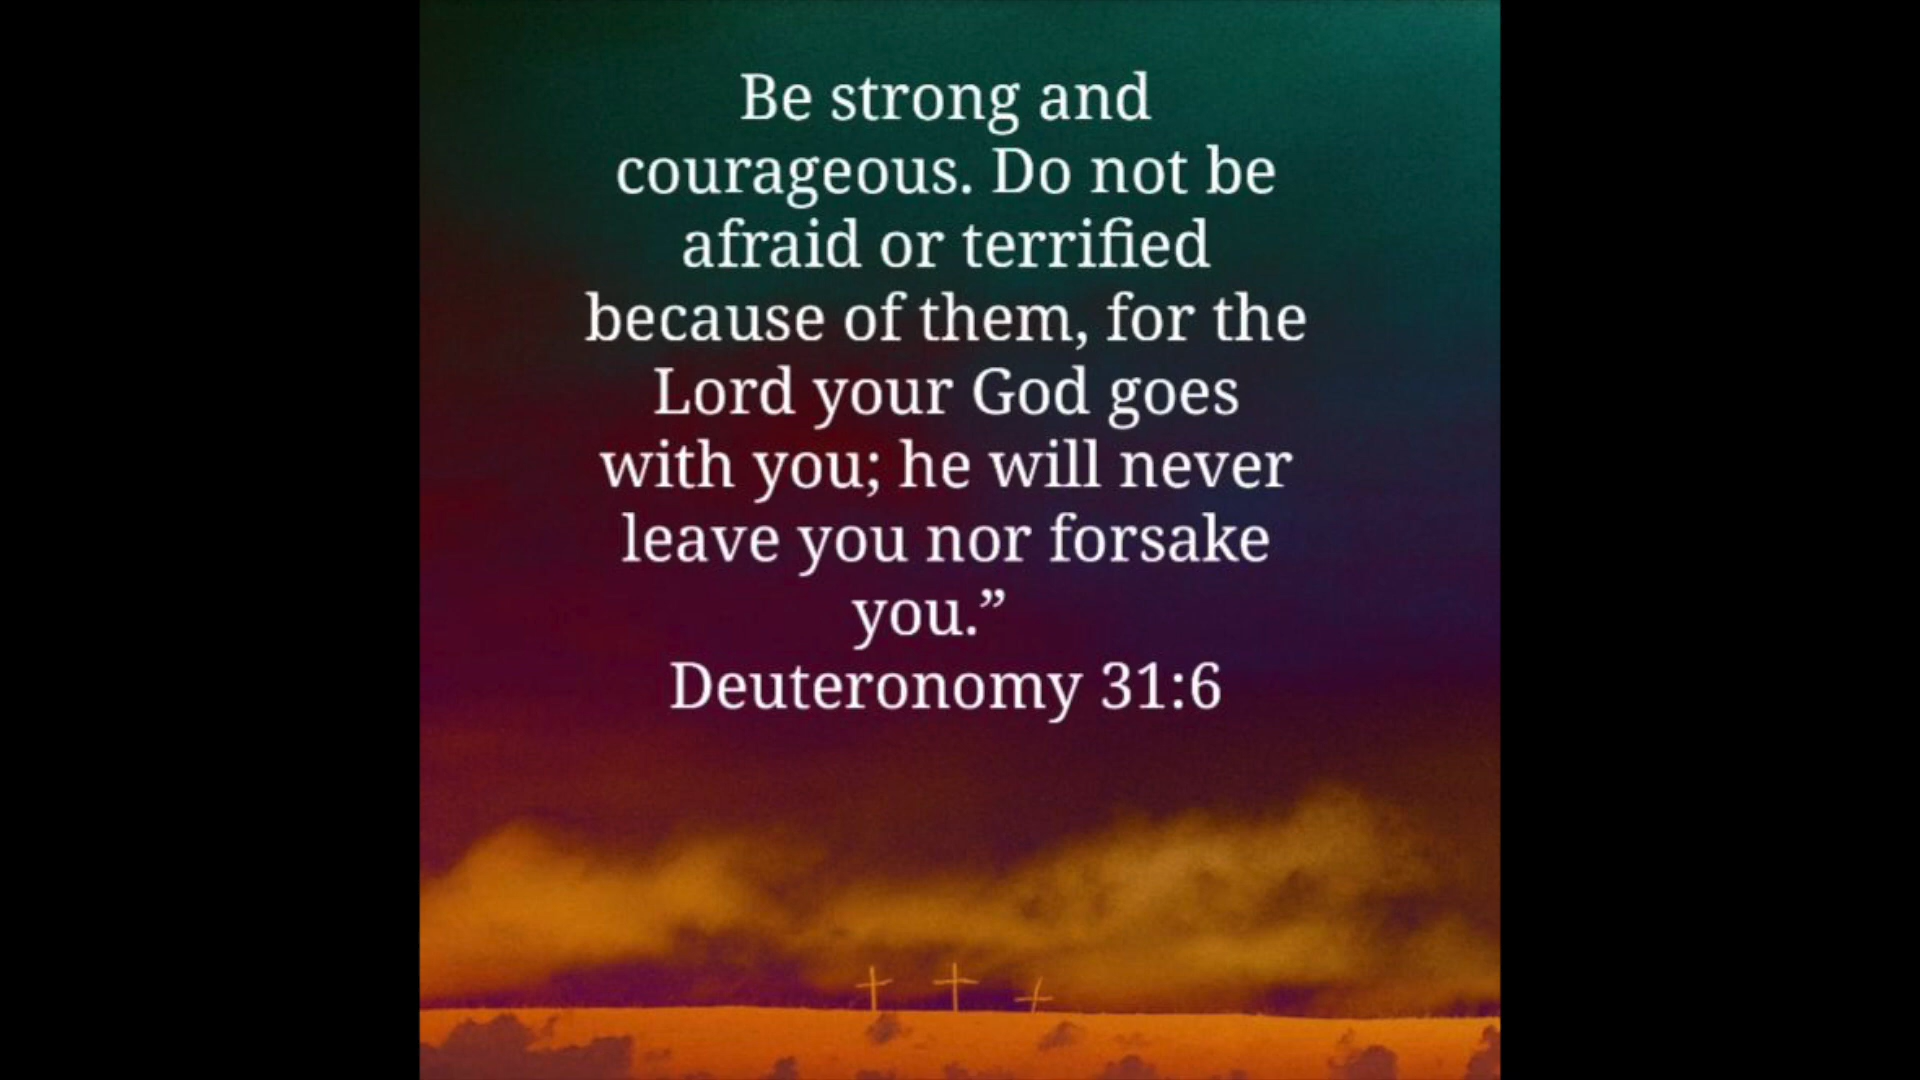 Be strong and
courageous. Do not be
afraid or terrified
because of them, for the
Lord your God goes
with you; he will never
leave you nor forsake
you.”
Deuteronomy 31:6